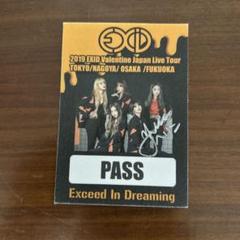 EXID
2019 EXID Valentine Japan Live Tour
TOKYO/NAGOYA/ OSAKA /FUKUOKA
PASS
Exceed In Dreaming